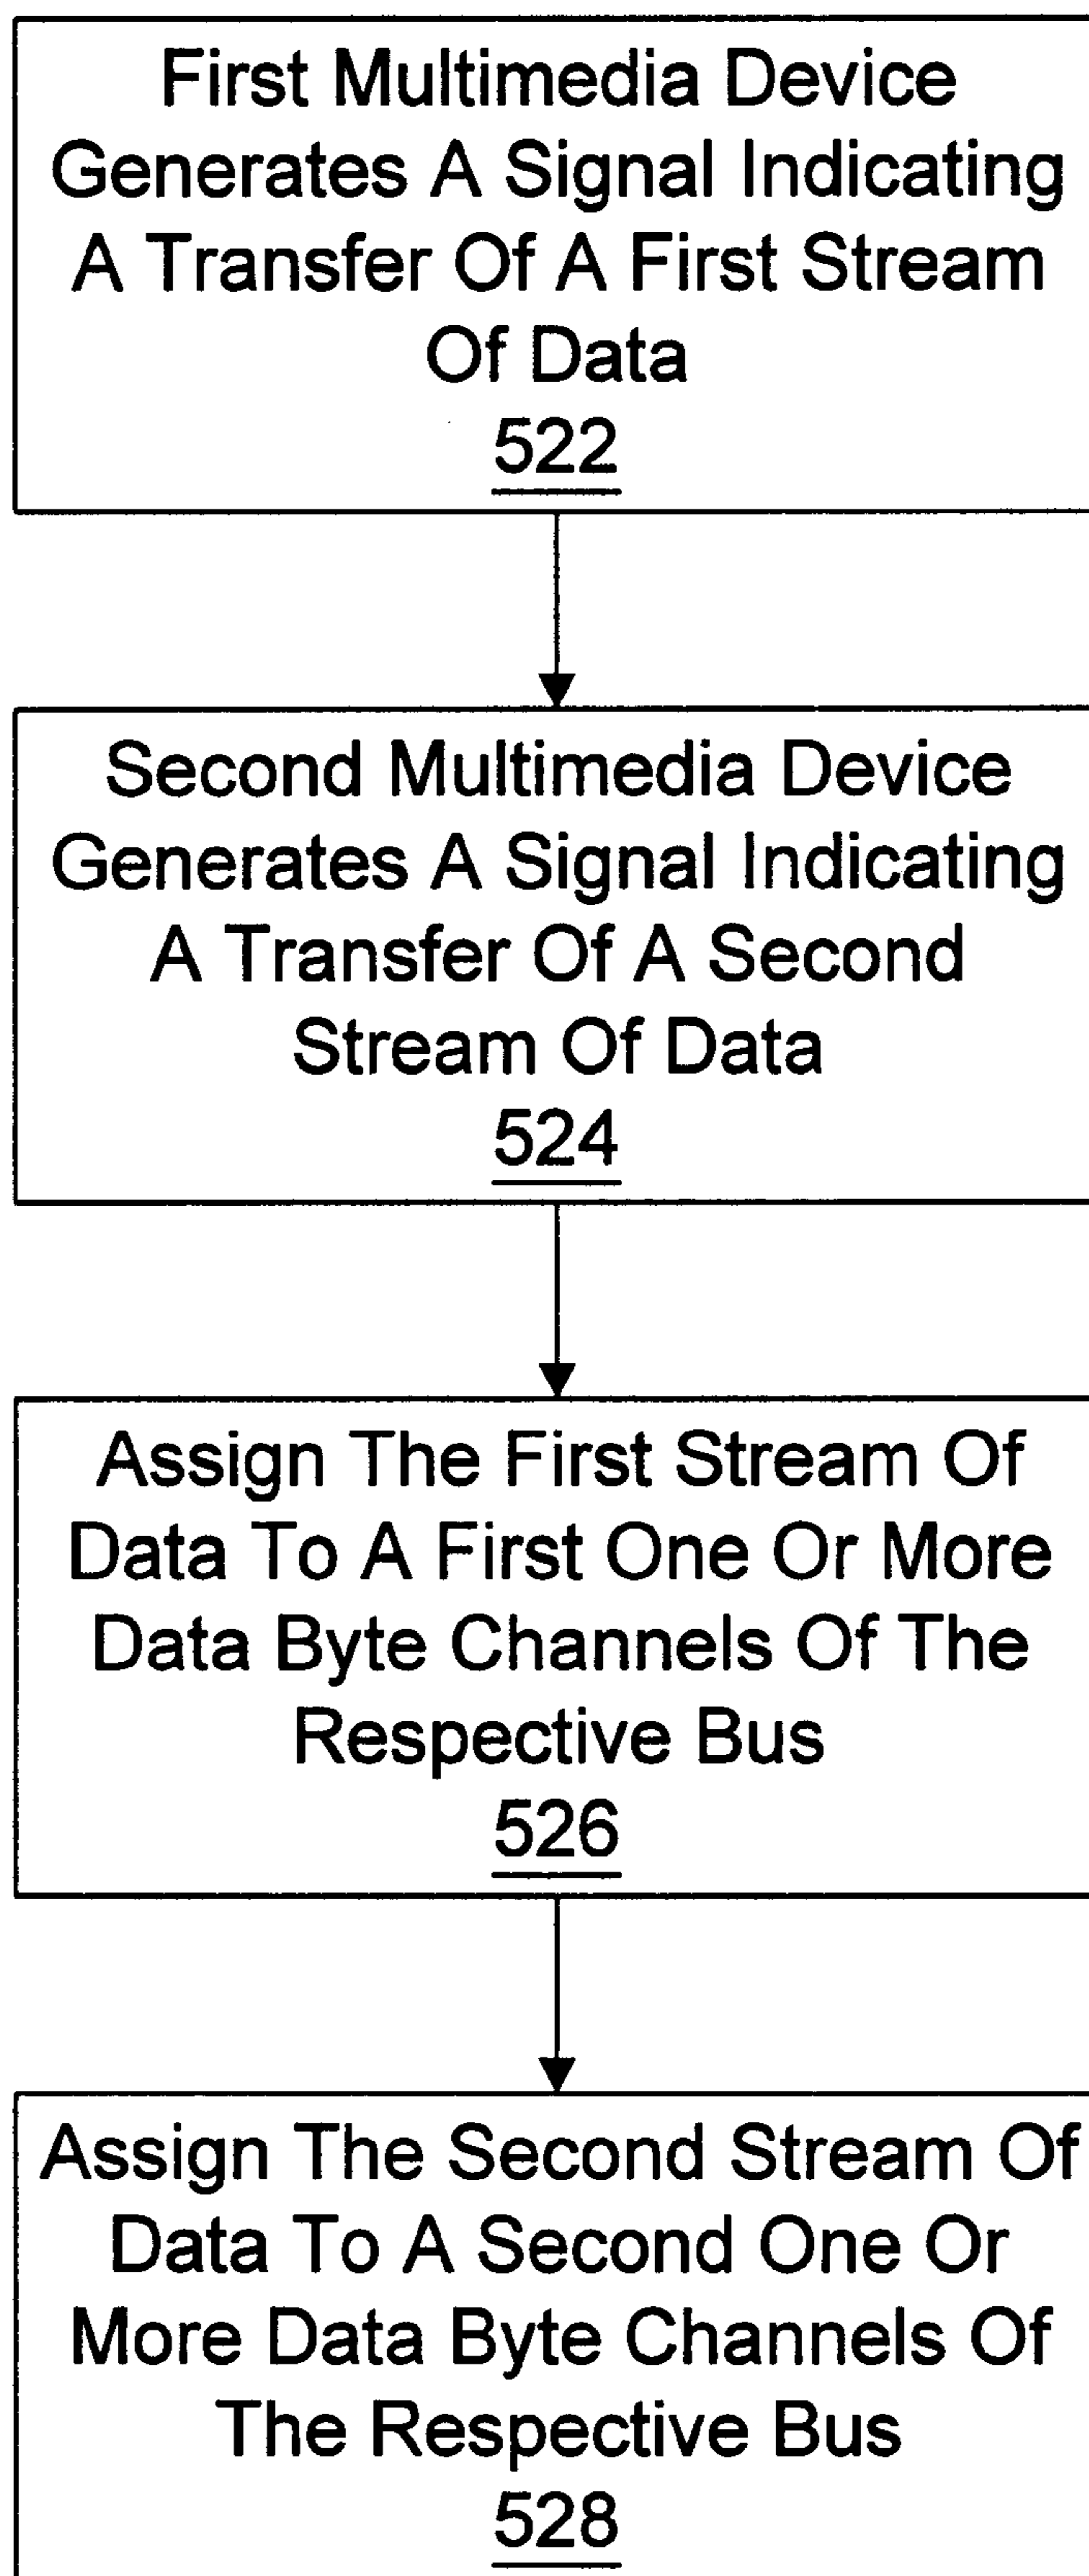 First Multimedia Device
Generates A Signal Indicating
A Transfer Of A First Stream
Of Data
522
Second Multimedia Device
Generates A Signal Indicating
A Transfer Of A Second
Stream Of Data
524
Assign The First Stream Of
Data To A First One Or More
Data Byte Channels Of The
Respective Bus
526
Assign The Second Stream Of
Data To A Second One Or
More Data Byte Channels Of
The Respective Bus
528